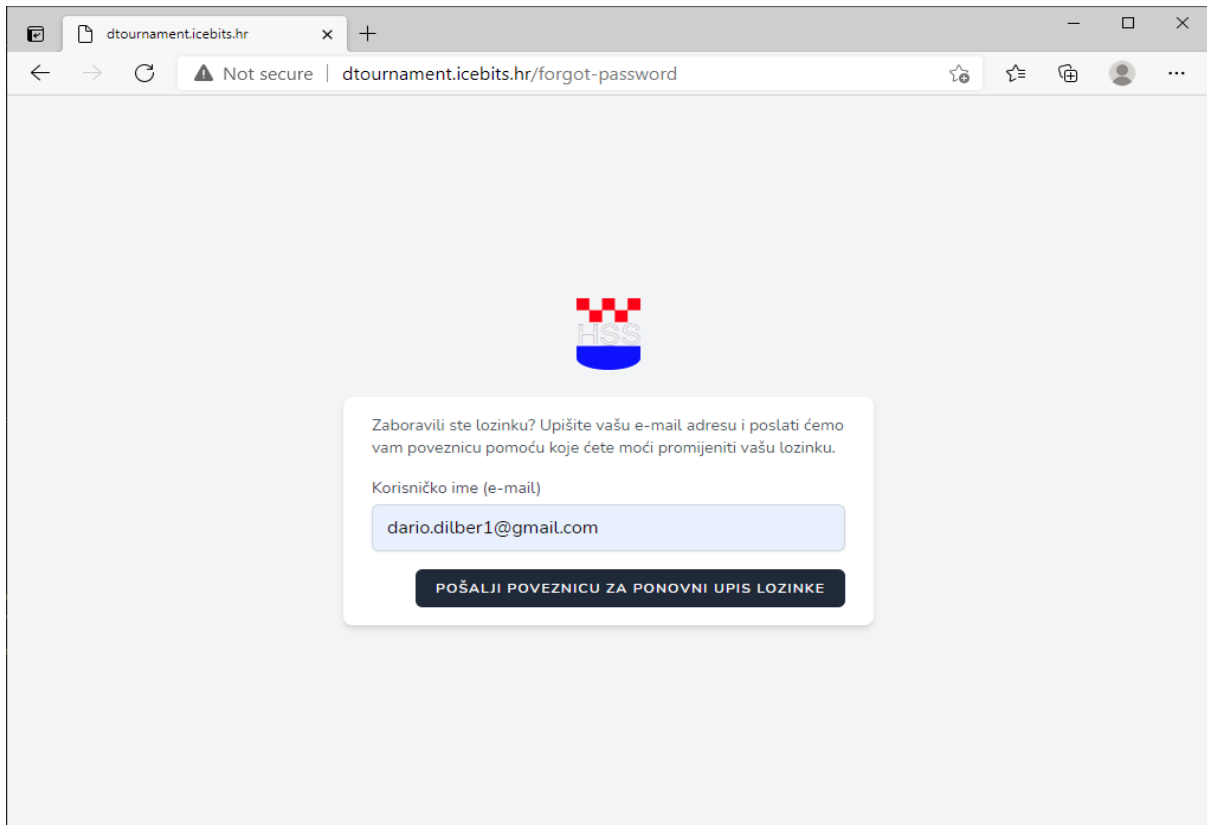 dtournament.icebits.hr
Not secure | dtournament.icebits.hr/forgot-password
HSS
Zaboravili ste lozinku? Upišite vašu e-mail adresu i poslati ćemo
vam poveznicu pomoću koje ćete moći promijeniti vašu lozinku.
Korisničko ime (e-mail)
dario.dilber1@gmail.com
POŠALJI POVEZNICU ZA PONOVNI UPIS LOZINKE